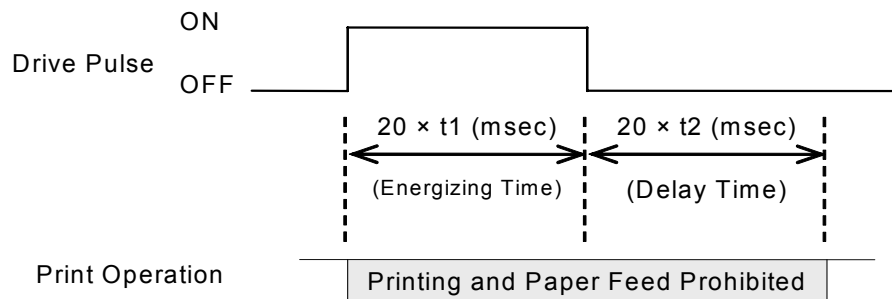 ON
Drive Pulse
OFF
20 × t1 (msec) 20 × t2 (msec)
(Energizing Time) (Delay Time)
Print Operation Printing and Paper Feed Prohibited